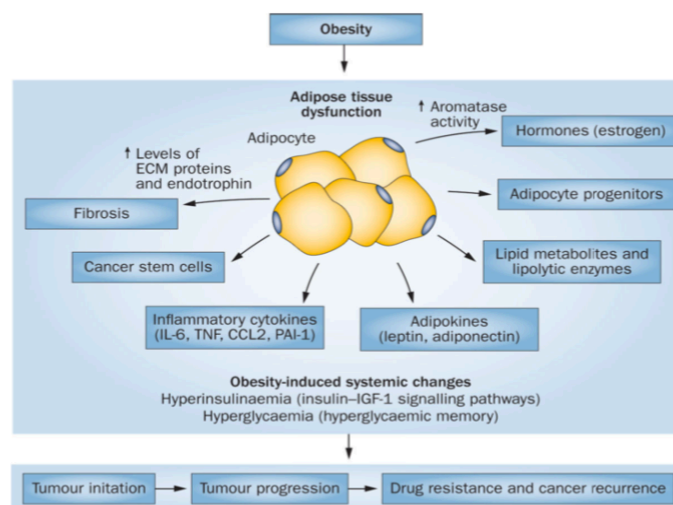 Obesity
Adipose tissue
dysfunction
↑ Aromatase
activity
Hormones (estrogen)
Adipocyte
↑ Levels of
ECM proteins
and endotrophin
Adipocyte progenitors
Fibrosis
Cancer stem cells
Lipid metabolites and
lipolytic enzymes
Inflammatory cytokines
(IL-6, TNF, CCL2, PAI-1)
Adipokines
(leptin, adiponectin)
Obesity-induced systemic changes
Hyperinsulinaemia (insulin–IGF-1 signalling pathways)
Hyperglycaemia (hyperglycaemic memory)
Tumour initation
Tumour progression
Drug resistance and cancer recurrence